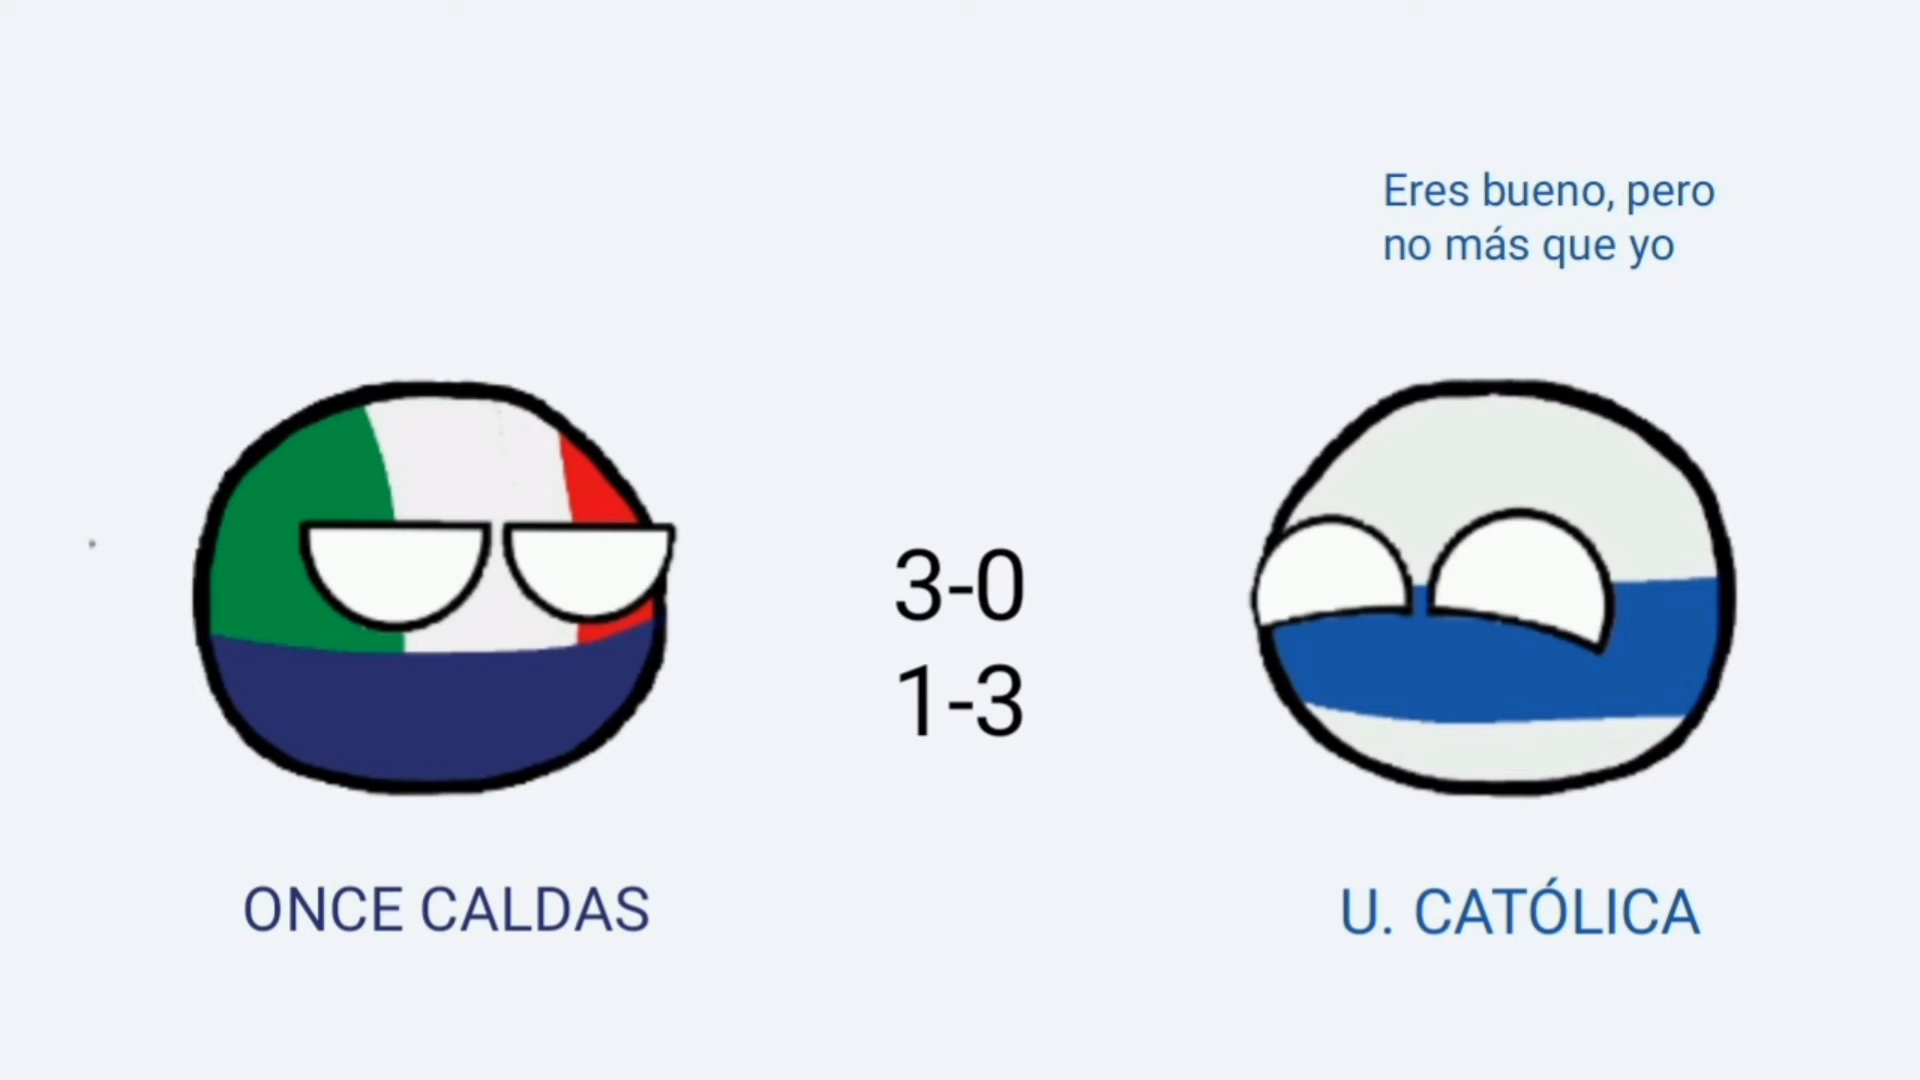 Eres bueno, pero
no más que yo
3-0
1-3
ONCE CALDAS
U. CATÓLICA